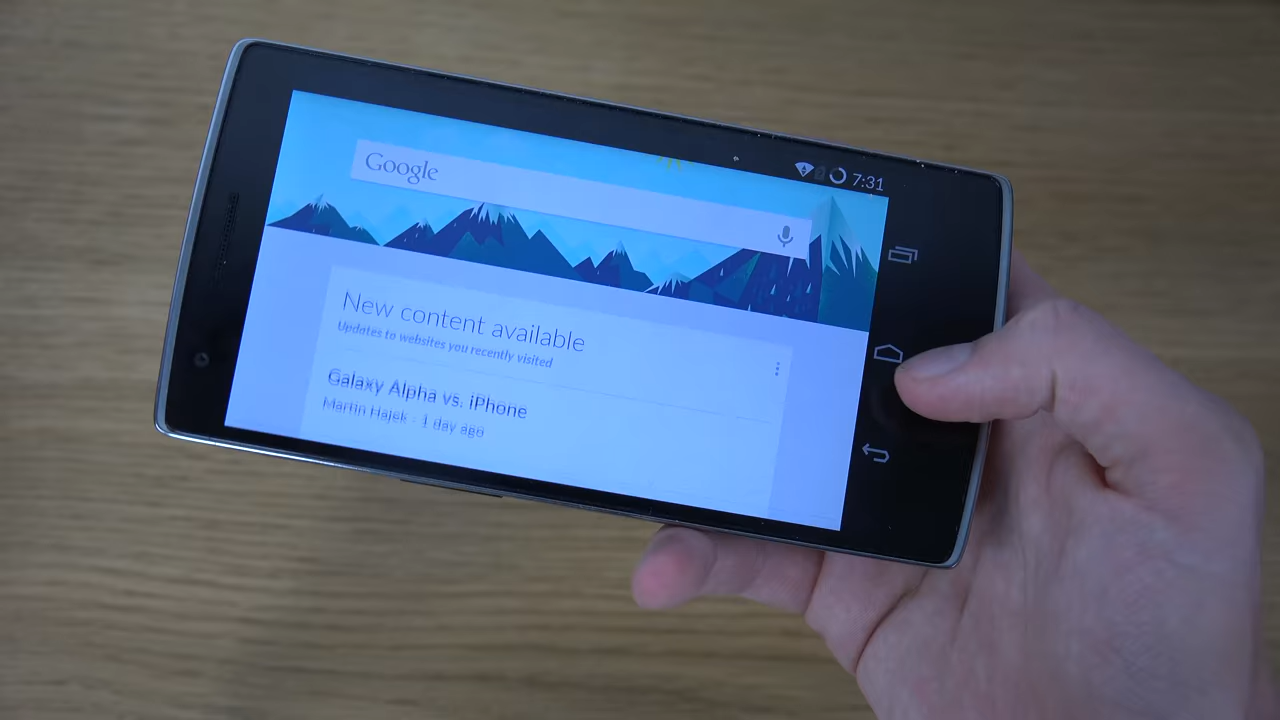 7:31
Google
New content available
Updates to websites you recently visited
Galaxy Alpha vs. iPhone
Martin Hajek - 1 day ago